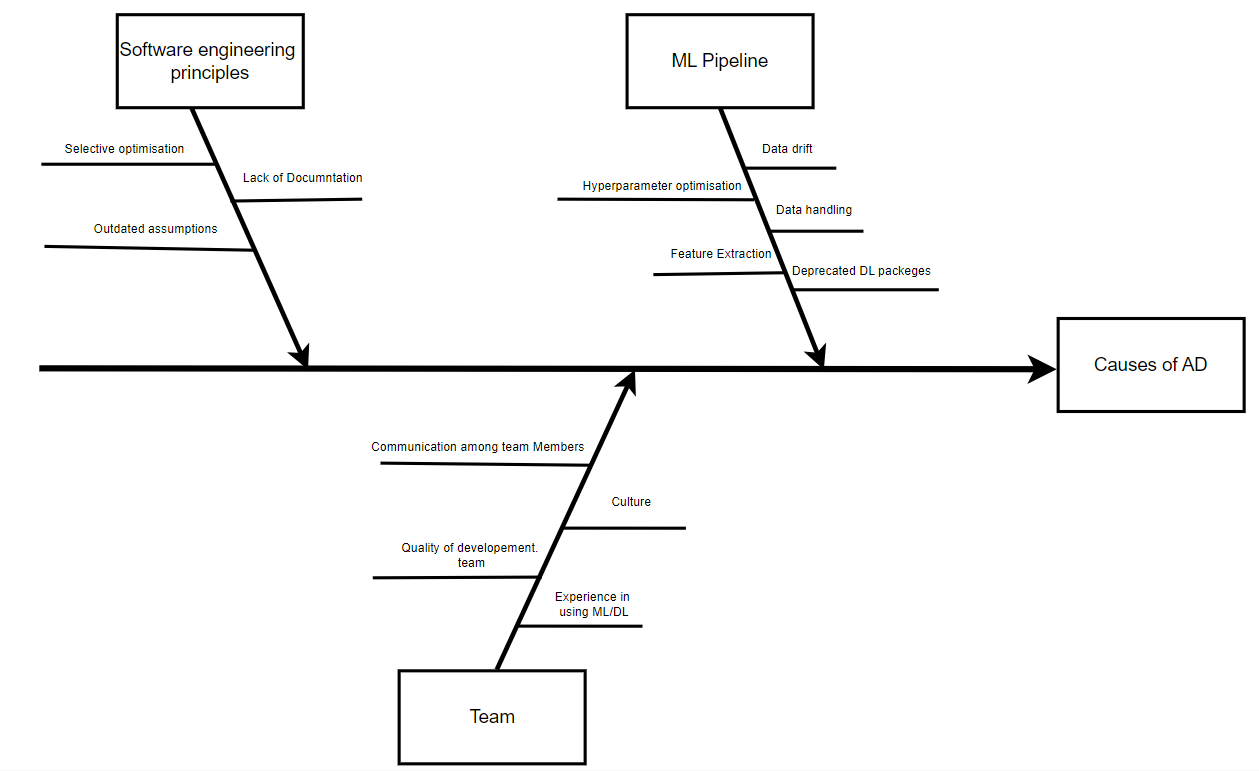 Software engineering
principles
ML Pipeline
Selective optimisation
Lack of Documntation
Outdated assumptions
Data drift
Hyperparameter optimisation
Data handling
Feature Extraction
Deprecated DL packeges
Causes of AD
Communication among team Members
Culture
Quality of developement.
team
Experience in
using ML/DL
Team